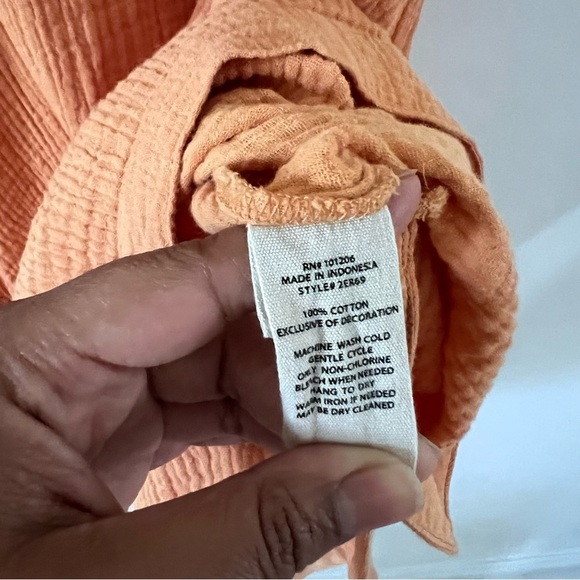 RN# 101206
MADE IN INDONESIA
STYLE# 2ER69
100% COTTON
EXCLUSIVE OF DECORATION
MACHINE WASH COLD
GENTLE CYCLE
ONLY NON-CHLORINE
BLEACH WHEN NEEDED
HANG TO DRY
WARM IRON IF NEEDED
MAY BE DRY CLEANED